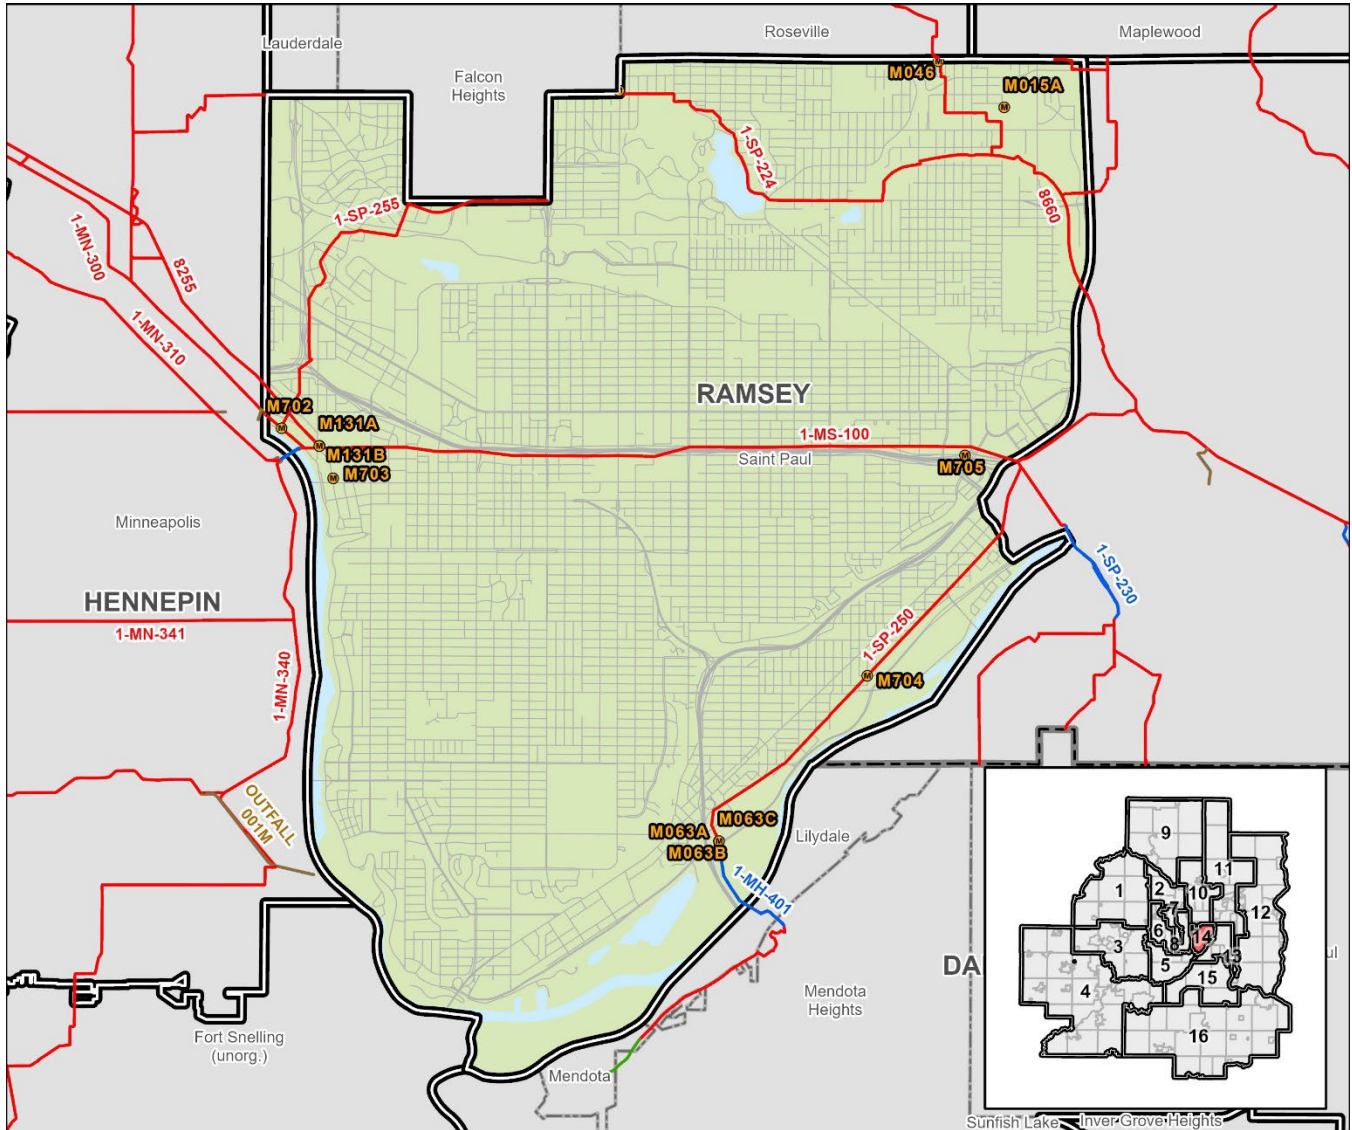 Lauderdale
Roseville
Maplewood
Falcon
Heights
M046
M015A
1-SP-224
1-SP-255
8660
1-MN-300
8255
1-MN-310
RAMSEY
M702
M131A
1-MS-100
M131B
Saint Paul
M705
M703
Minneapolis
1-SP-230
HENNEPIN
1-MN-341
1-SP-250
1-MN-340
M704
OUTFALL
001M
M063C
M063A
Lilydale
M063B
1-MH-401
DA
Mendota
Heights
Fort Snelling
(unorg.)
Mendota
9
11
1
2
10
7
12
6
14
3
8
13
5
15
4
16
ul
Sunfish Lake
Inver Grove Heights
M
M
M
M
M
M
M
M